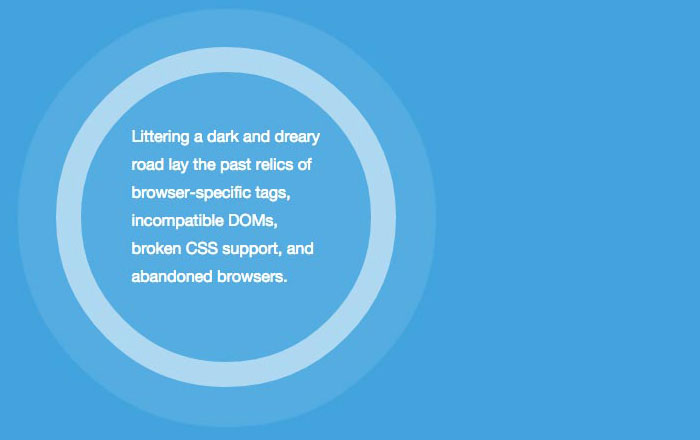 Littering a dark and dreary
road lay the past relics of
browser-specific tags,
incompatible DOMs,
broken CSS support, and
abandoned browsers.